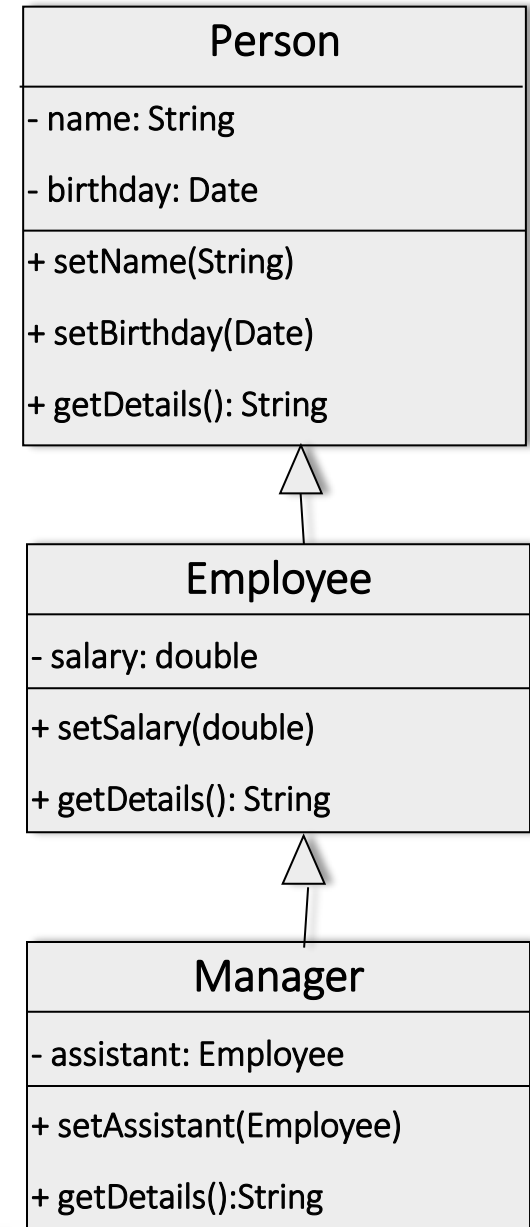 Person
- name: String
- birthday: Date
+ setName(String)
+ setBirthday(Date)
+ getDetails(): String
Employee
- salary: double
+ setSalary(double)
+ getDetails(): String
Manager
- assistant: Employee
+ setAssistant(Employee)
+ getDetails():String